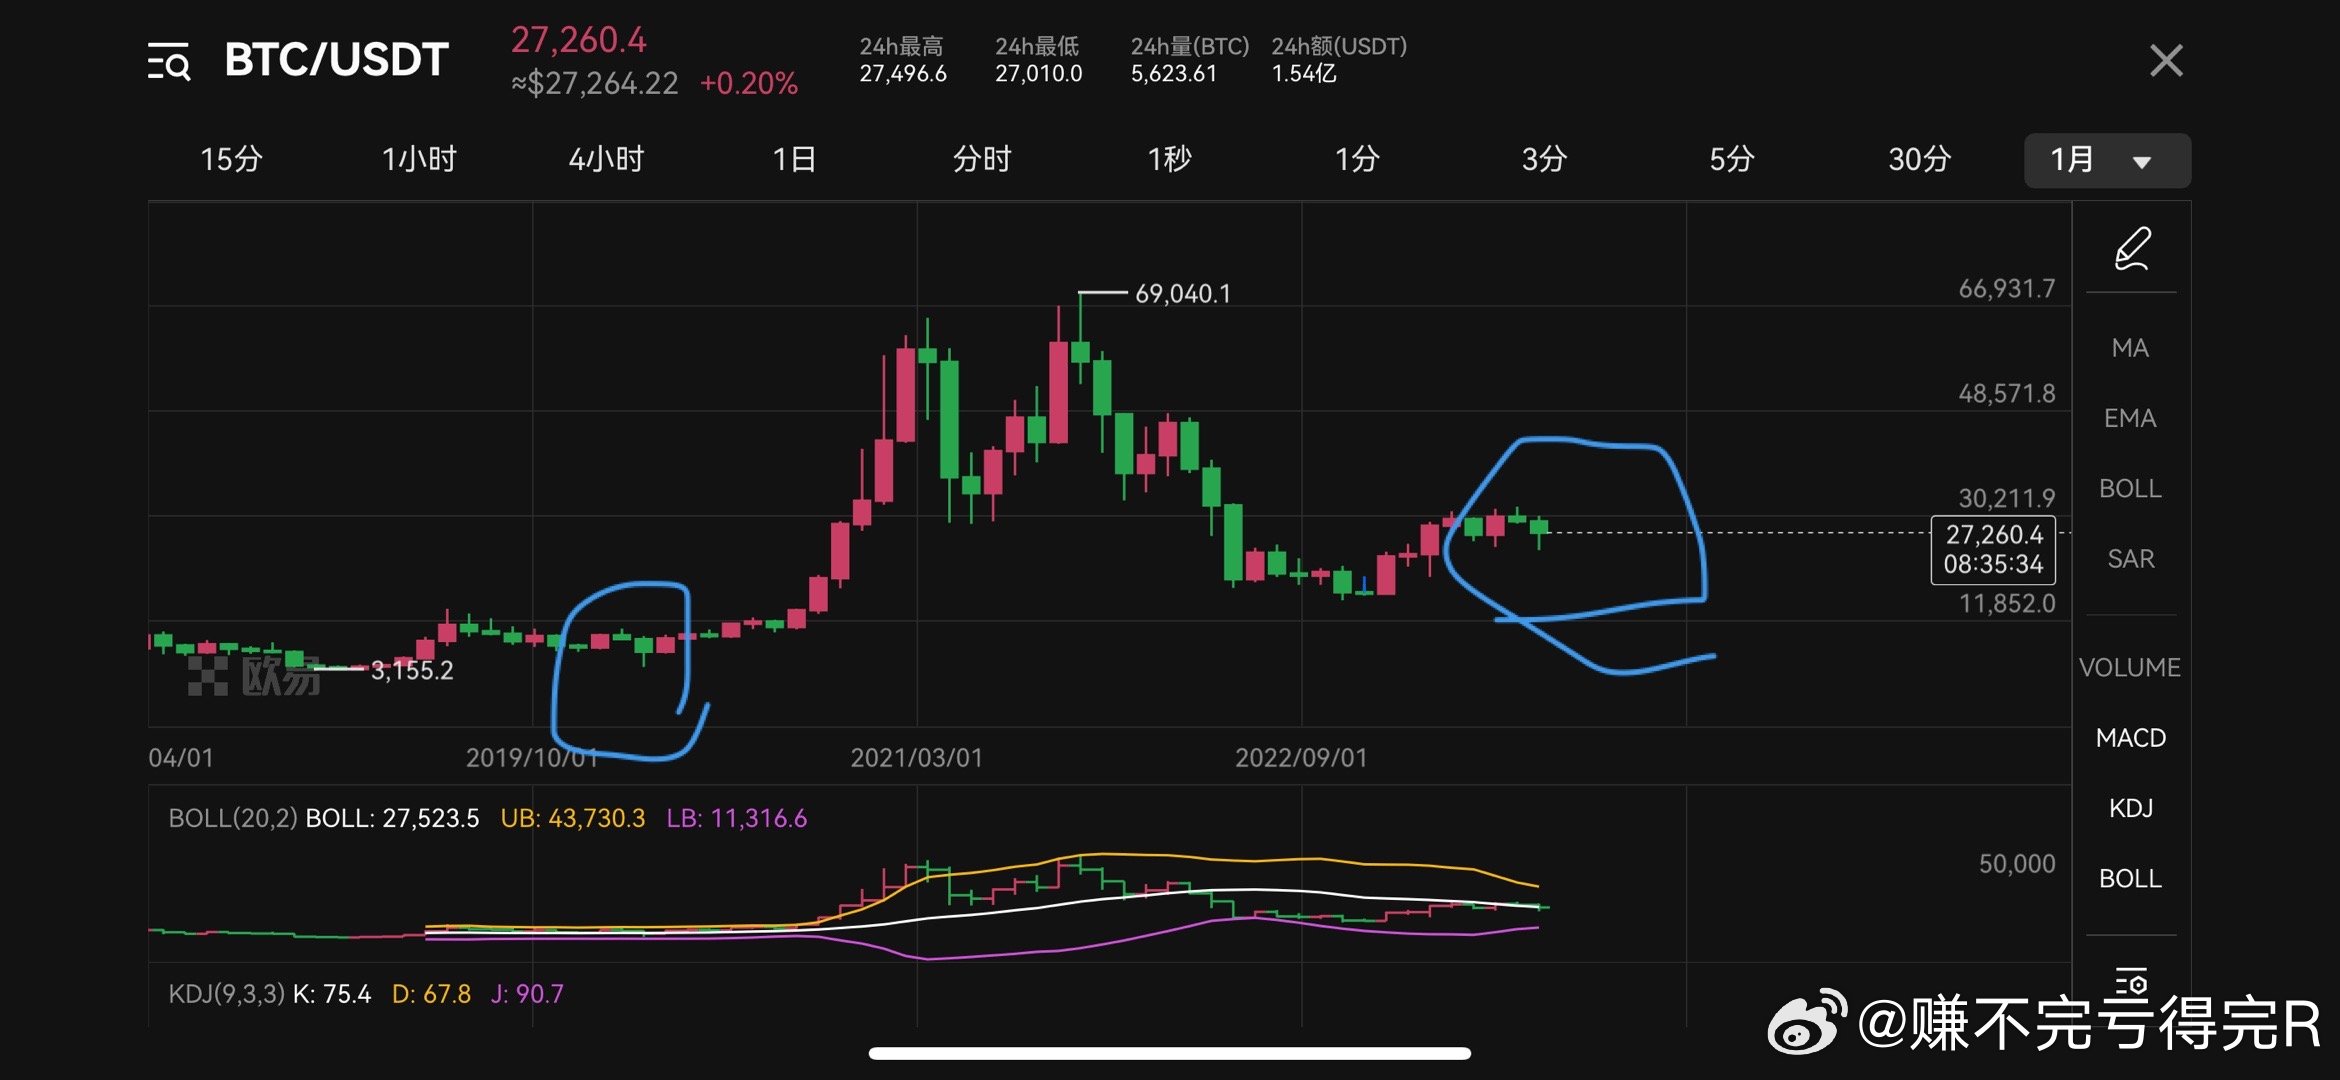 BTC/USDT
27,260.4
≈$27,264.22 +0.20%
24h最高 24h最低 24h量(BTC) 24h额(USDT)
27,496.6 27,010.0 5,623.61 1.54亿
15分 1小时 4小时 1日 分时 1秒 1分 3分 5分 30分 1月
69,040.1
66,931.7
MA
48,571.8
EMA
30,211.9
BOLL
27,260.4
08:35:34
SAR
11,852.0
欧易
3,155.2
VOLUME
MACD
04/01 2019/10/01 2021/03/01 2022/09/01
BOLL(20,2) BOLL: 27,523.5 UB: 43,730.3 LB: 11,316.6
KDJ
50,000
BOLL
KDJ(9,3,3) K: 75.4 D: 67.8 J: 90.7
@赚不完亏得完R